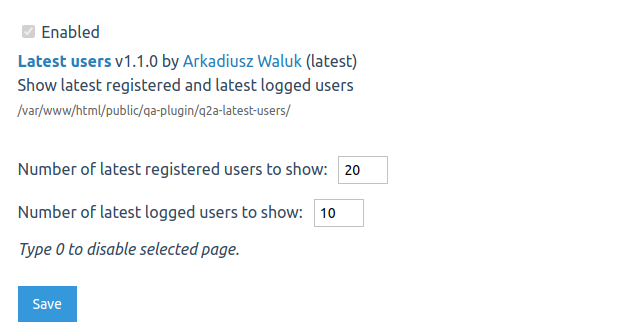 Enabled
Latest users v1.1.0 by Arkadiusz Waluk (latest)
Show latest registered and latest logged users
/var/www/html/public/qa-plugin/q2a-latest-users/
Number of latest registered users to show: 20
Number of latest logged users to show: 10
Type 0 to disable selected page.
Save